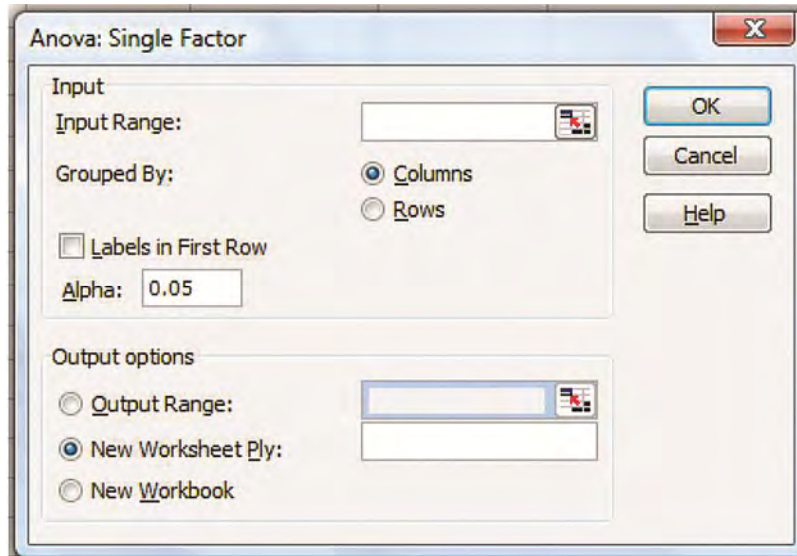 Anova: Single Factor
X
Input
Input Range:
OK
Grouped By:
Columns
Cancel
Rows
Help
Labels in First Row
Alpha:
0.05
Output options
Output Range:
New Worksheet Ply:
New Workbook